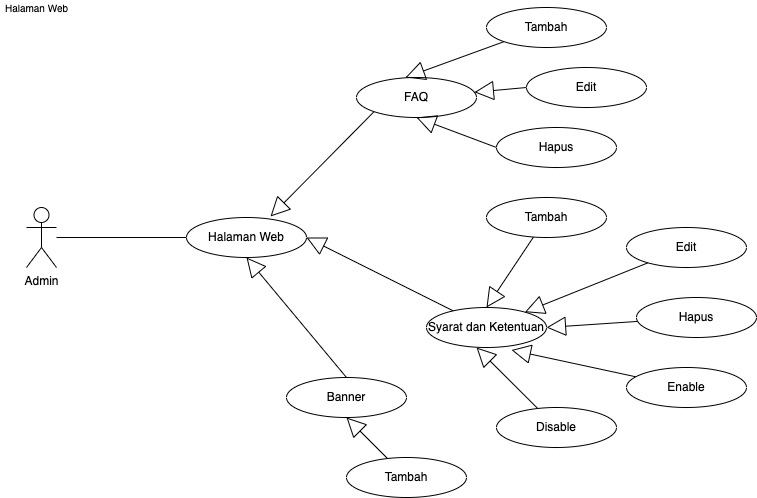 Halaman Web
Tambah
FAQ
Edit
Hapus
Tambah
Halaman Web
Edit
Admin
Hapus
Syarat dan Ketentuan
Enable
Banner
Disable
Tambah